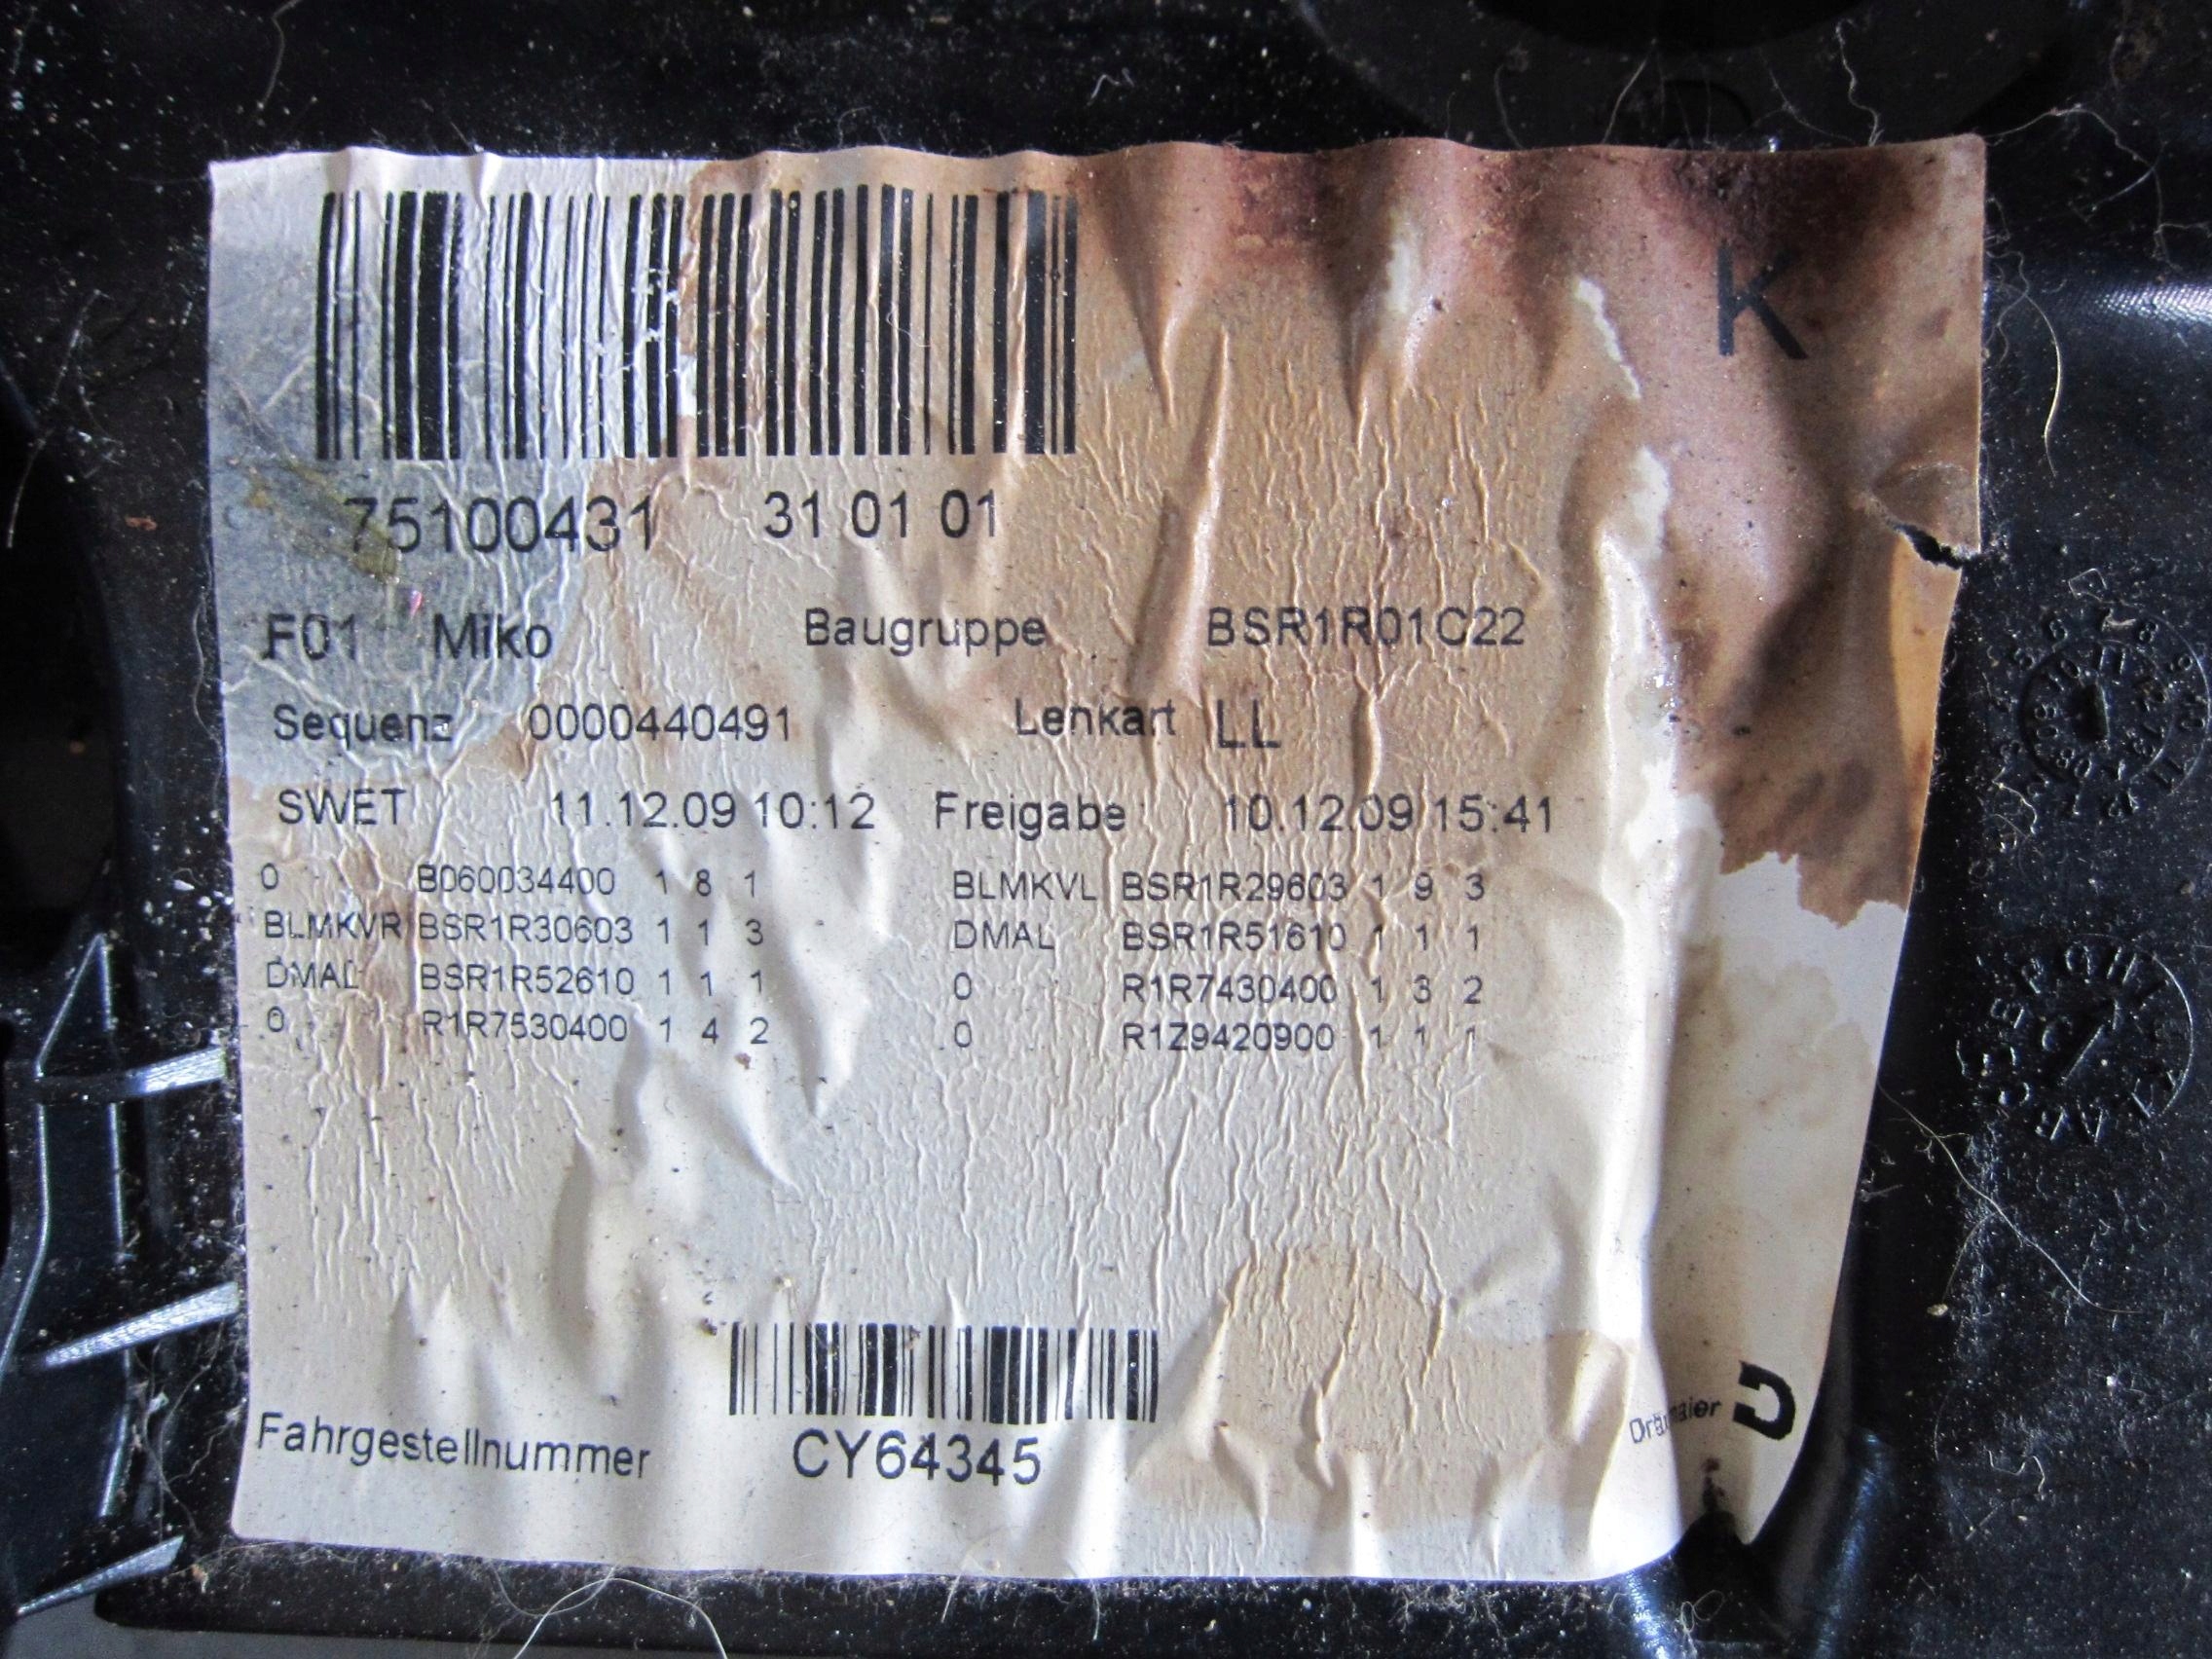 K
75100431 31 01 01
F01 Miko Baugruppe BSR1R01C22
Sequenz 0000440491 Lenkart LL
SWET 11.12.09 10:12 Freigabe 10.12.09 15:41
0 B060034400 1 8 1 BLMKVL BSR1R29603 1 9 3
BLMKVR BSR1R30603 1 1 3 DMAL BSR1R51610 1 1 1
DMAL BSR1R52610 1 1 1 0 R1R7430400 1 3 2
0 R1R7530400 1 4 2 0 R1Z9420900 1 1 1
Fahrgestellnummer CY64345